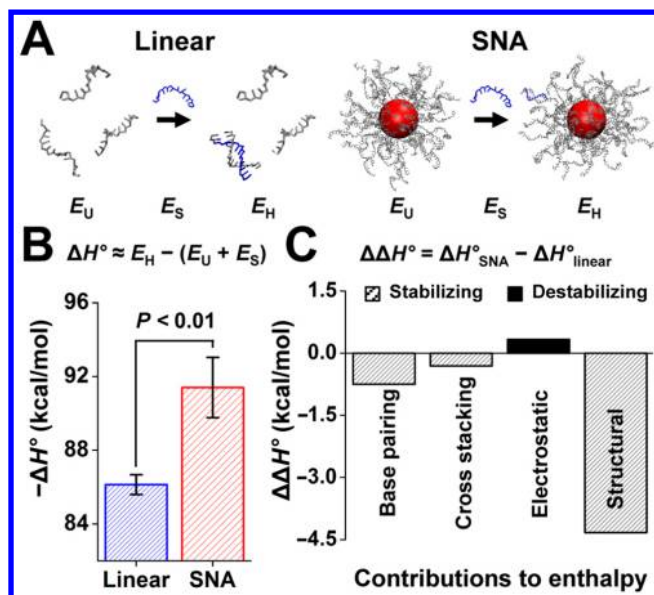 A
Linear
SNA
E_U E_S E_H
E_U E_S E_H
B
ΔH° ≈ E_H − (E_U + E_S)
−ΔH° (kcal/mol)
96
92
88
84
P < 0.01
Linear SNA
C
ΔΔH° = ΔH°_SNA − ΔH°_linear
Stabilizing Destabilizing
ΔΔH° (kcal/mol)
1.5
0.0
−1.5
−3.0
−4.5
Base pairing
Cross stacking
Electrostatic
Structural
Contributions to enthalpy